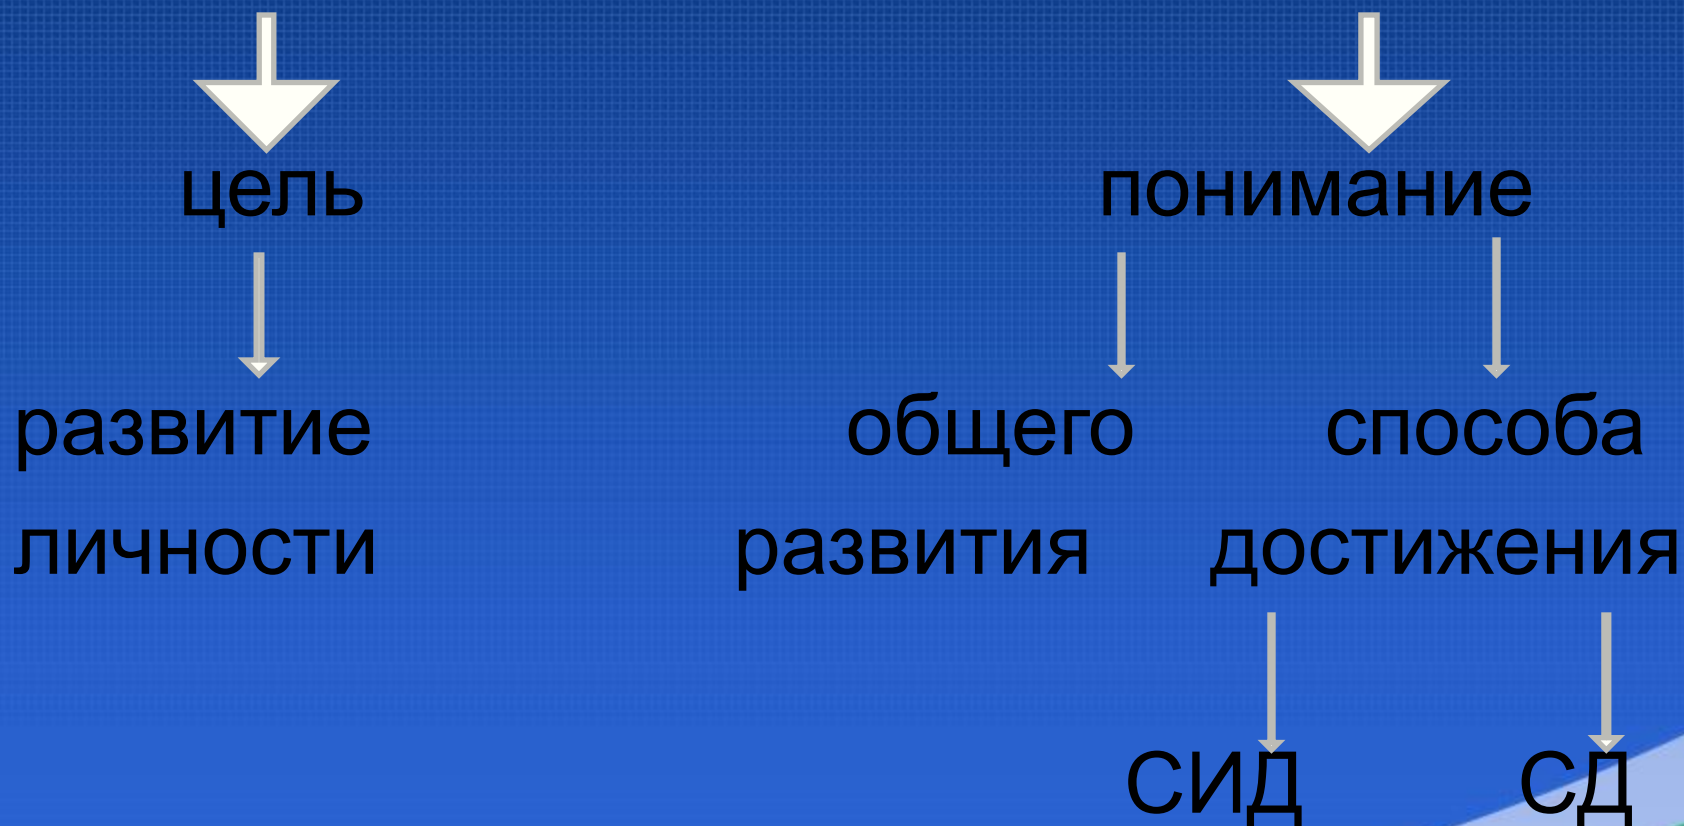 цель понимание
развитие общего способа
личности развития достижения
СИД СД